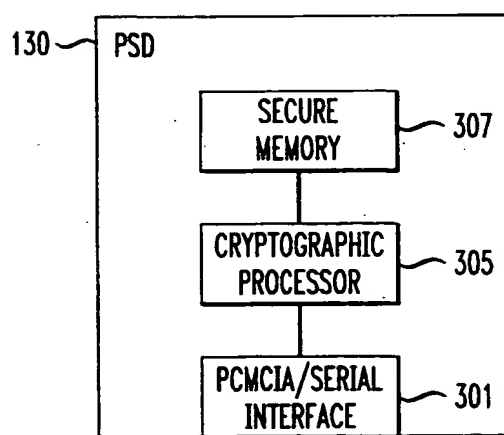 130
PSD
SECURE
MEMORY
307
CRYPTOGRAPHIC
PROCESSOR
305
PCMCIA/SERIAL
INTERFACE
301